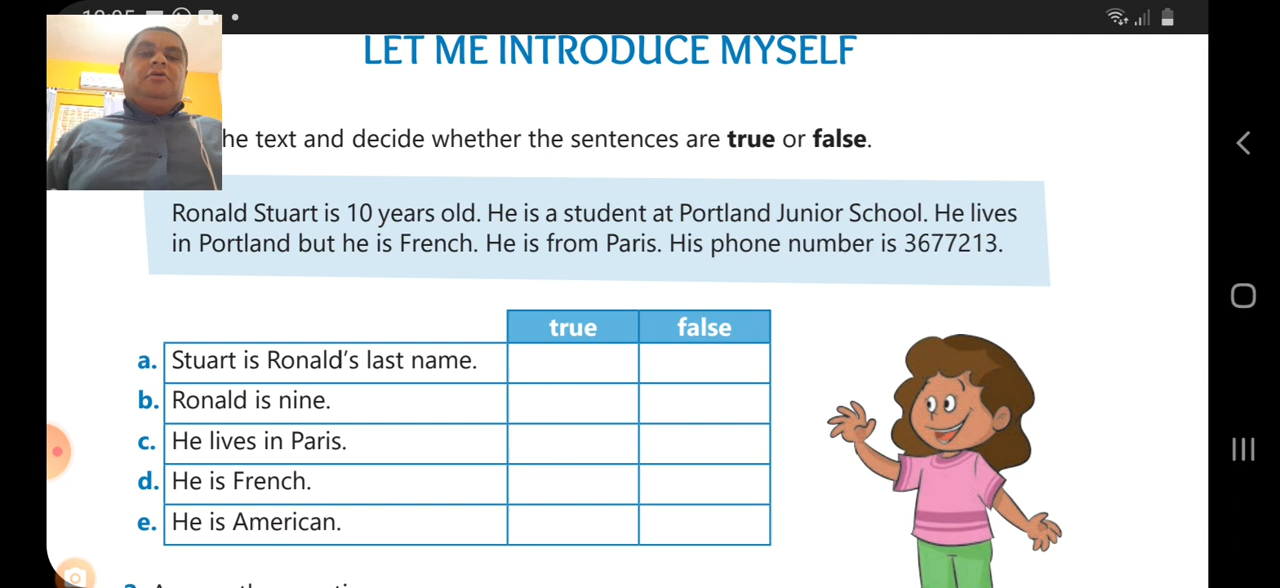 LET ME INTRODUCE MYSELF
he text and decide whether the sentences are true or false.
Ronald Stuart is 10 years old. He is a student at Portland Junior School. He lives
in Portland but he is French. He is from Paris. His phone number is 3677213.
true false
a. Stuart is Ronald's last name.
b. Ronald is nine.
c. He lives in Paris.
d. He is French.
e. He is American.